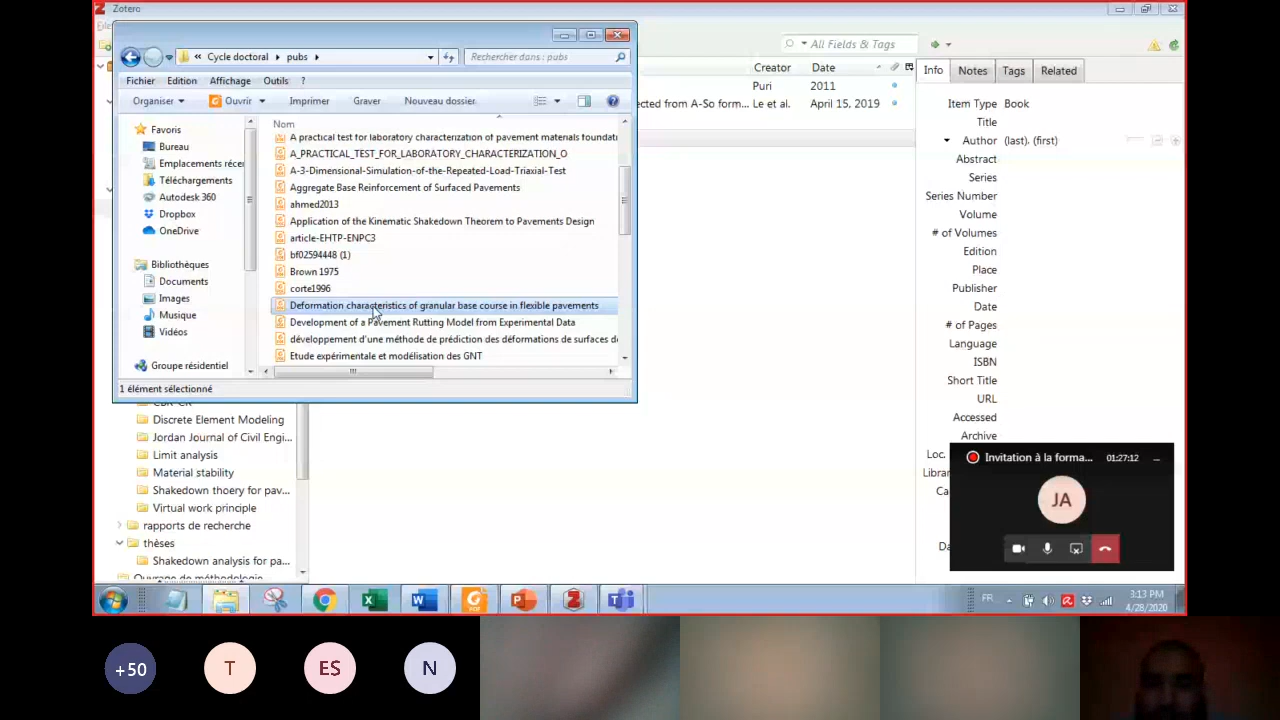 Zotero
Cycle doctoral
pubs
Rechercher dans : pubs
All Fields & Tags
Fichier Edition Affichage Outils ?
Organiser Ouvrir Imprimer Graver Nouveau dossier
Creator Date
Puri 2011
ected from A-So form... Le et al. April 15, 2019
Info Notes Tags Related
Nom
Favoris
Bureau
Emplacements récer
Téléchargements
Autodesk 360
Dropbox
OneDrive
Bibliothèques
Documents
Images
Musique
Vidéos
Groupe résidentiel
A practical test for laboratory characterization of pavement materials foundat
A_PRACTICAL_TEST_FOR_LABORATORY_CHARACTERIZATION_O
A-3-Dimensional-Simulation-of-the-Repeated-Load-Triaxial-Test
Aggregate Base Reinforcement of Surfaced Pavements
ahmed2013
Application of the Kinematic Shakedown Theorem to Pavements Design
article-EHTP-ENPC3
bf02594448 (1)
Brown 1975
corte1996
Deformation characteristics of granular base course in flexible pavements
Development of a Pavement Rutting Model from Experimental Data
développement d'une méthode de prédiction des déformations de surfaces de
Etude expérimentale et modélisation des GNT
1 élément sélectionné
CBR-CR
Discrete Element Modeling
Jordan Journal of Civil Engi...
Limit analysis
Material stability
Shakedown thoery for pav...
Virtual work principle
rapports de recherche
thèses
Shakedown analysis for pa...
Ouvrage de méthodologie
Item Type Book
Title
Author (last), (first)
Abstract
Series
Series Number
Volume
# of Volumes
Edition
Place
Publisher
Date
# of Pages
Language
ISBN
Short Title
URL
Accessed
Archive
Loc.
Librar
Ca
Da
Invitation à la forma... 01:27:12
JA
FR
3:13 PM
4/28/2020
+50
T
ES
N